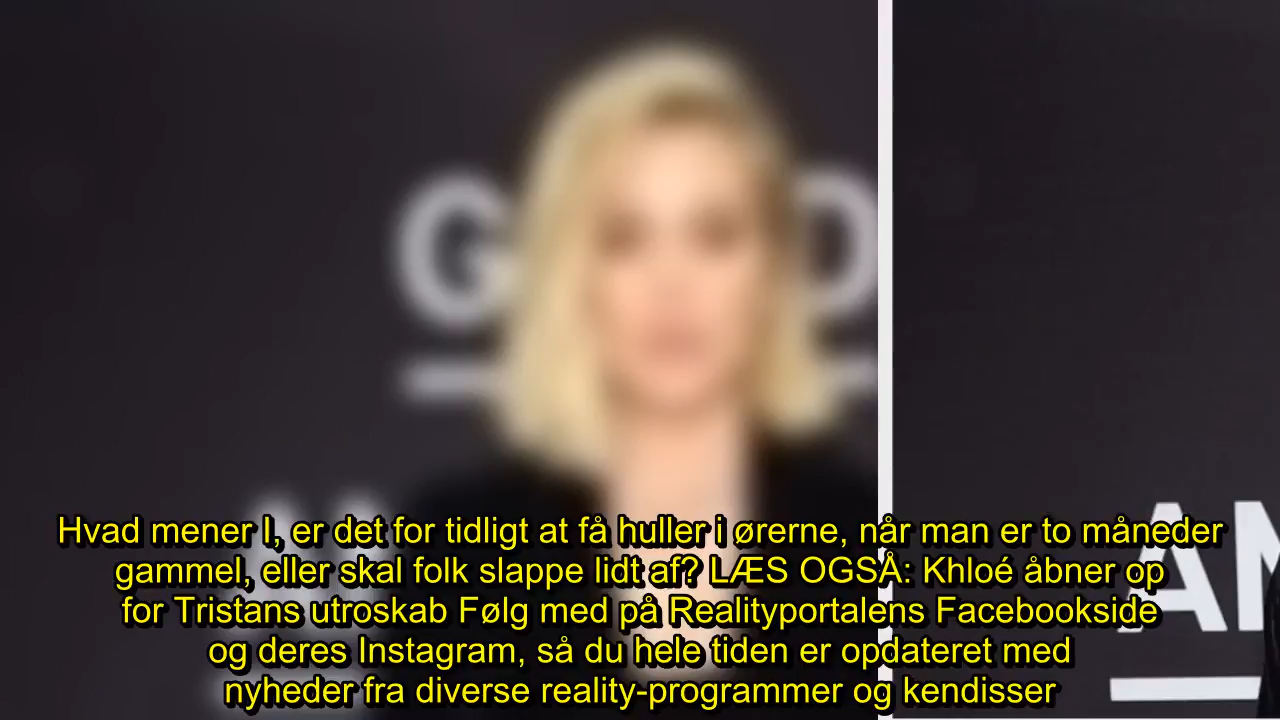 G
D
AM
Hvad mener I, er det for tidligt at få huller i ørerne, når man er to måneder
gammel, eller skal folk slappe lidt af? LÆS OGSÅ: Khloé åbner op
for Tristans utroskab Følg med på Realityportalens Facebookside
og deres Instagram, så du hele tiden er opdateret med
nyheder fra diverse reality-programmer og kendisser